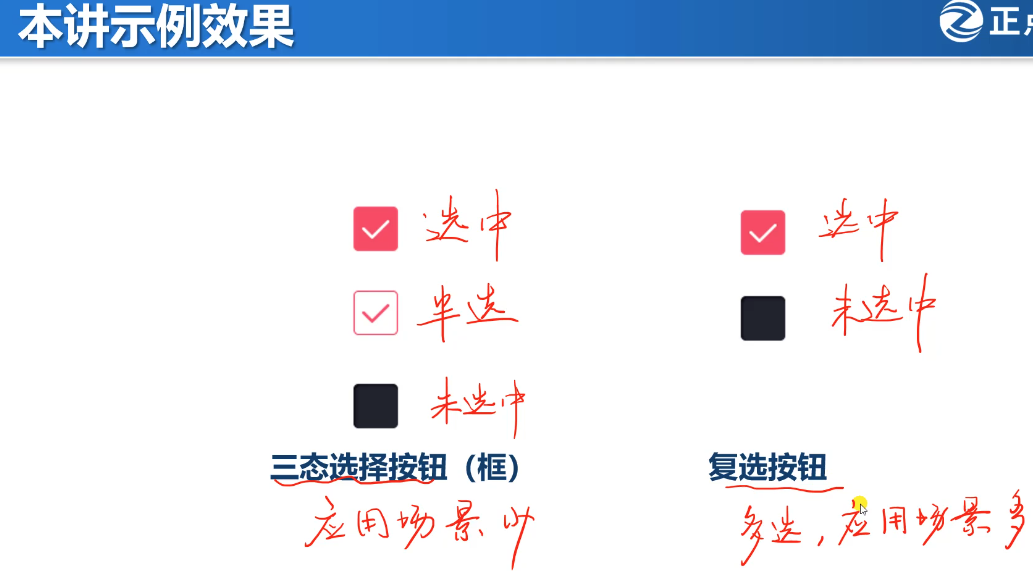 本讲示例效果
正点
选中
选中
半选
未选中
未选中
三态选择按钮（框）
复选按钮
应用场景少
多选，应用场景多